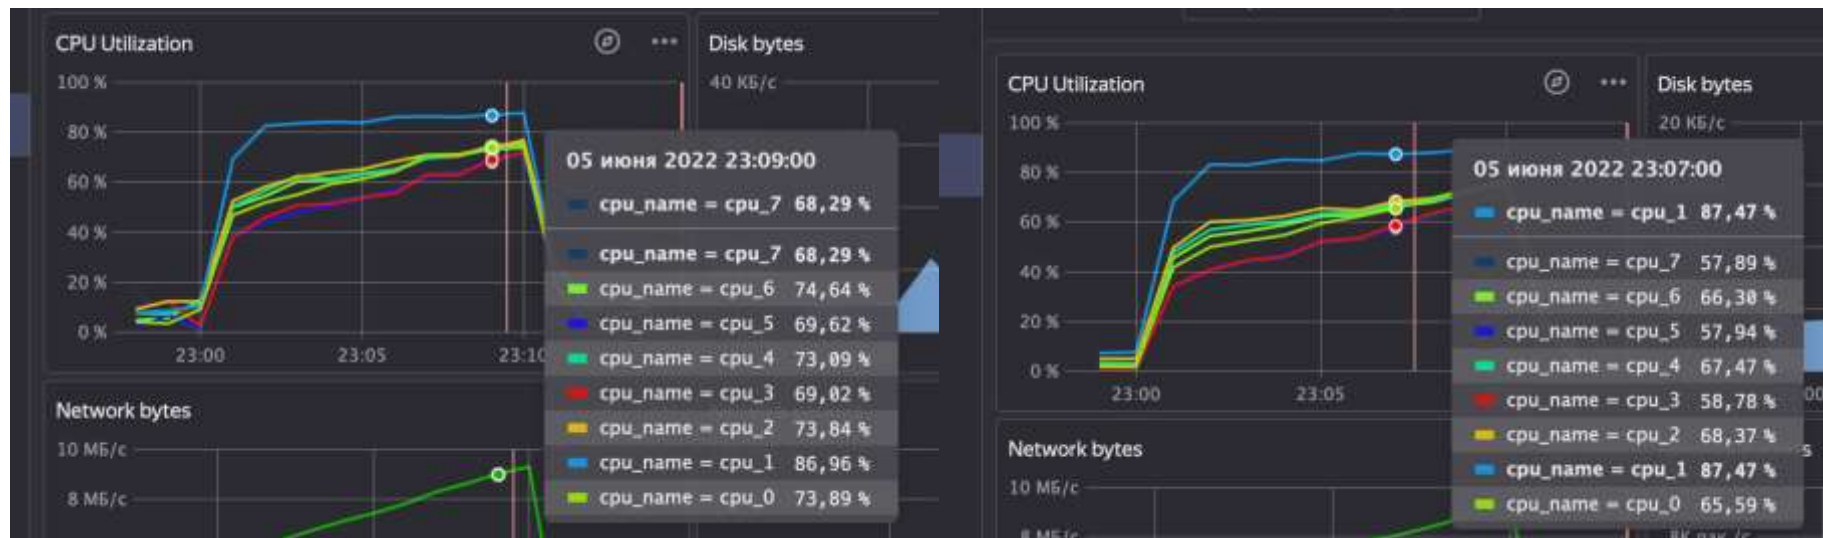 CPU Utilization
Disk bytes
100 %
40 КБ/с
80 %
60 %
40 %
20 %
0 %
23:00
23:05
23:10
05 июня 2022 23:09:00
cpu_name = cpu_7 68,29 %
cpu_name = cpu_7 68,29 %
cpu_name = cpu_6 74,64 %
cpu_name = cpu_5 69,62 %
cpu_name = cpu_4 73,09 %
cpu_name = cpu_3 69,02 %
cpu_name = cpu_2 73,84 %
cpu_name = cpu_1 86,96 %
cpu_name = cpu_0 73,89 %
Network bytes
10 МБ/с
8 МБ/с
CPU Utilization
Disk bytes
100 %
20 КБ/с
80 %
60 %
40 %
20 %
0 %
23:00
23:05
05 июня 2022 23:07:00
cpu_name = cpu_1 87,47 %
cpu_name = cpu_7 57,89 %
cpu_name = cpu_6 66,30 %
cpu_name = cpu_5 57,94 %
cpu_name = cpu_4 67,47 %
cpu_name = cpu_3 58,78 %
cpu_name = cpu_2 68,37 %
cpu_name = cpu_1 87,47 %
cpu_name = cpu_0 65,59 %
Network bytes
10 МБ/с
8 МБ/с